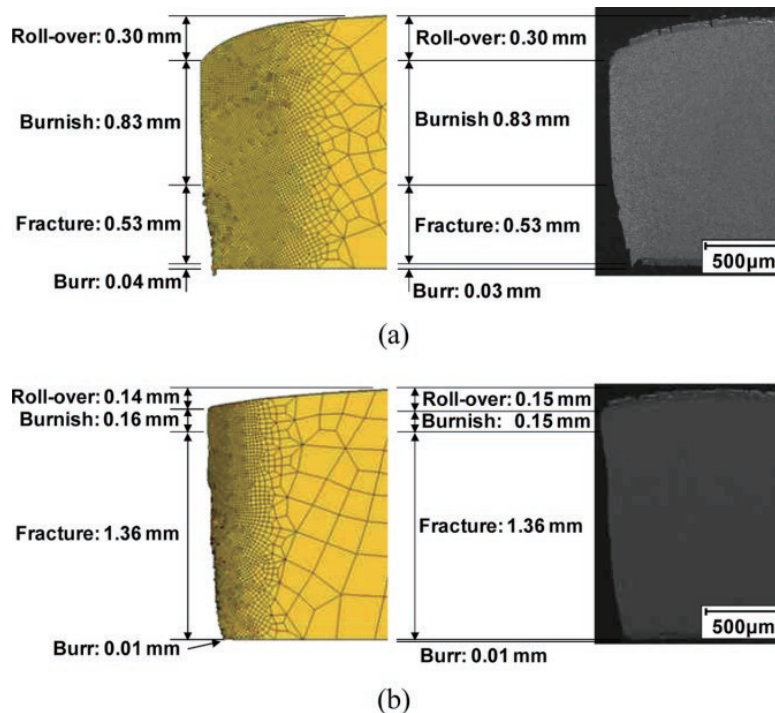 Roll-over: 0.30 mm
Roll-over: 0.30 mm
Burnish: 0.83 mm
Burnish 0.83 mm
Fracture: 0.53 mm
Fracture: 0.53 mm
500μm
Burr: 0.04 mm
Burr: 0.03 mm
(a)
Roll-over: 0.14 mm
Roll-over: 0.15 mm
Burnish: 0.16 mm
Burnish: 0.15 mm
Fracture: 1.36 mm
Fracture: 1.36 mm
500μm
Burr: 0.01 mm
Burr: 0.01 mm
(b)